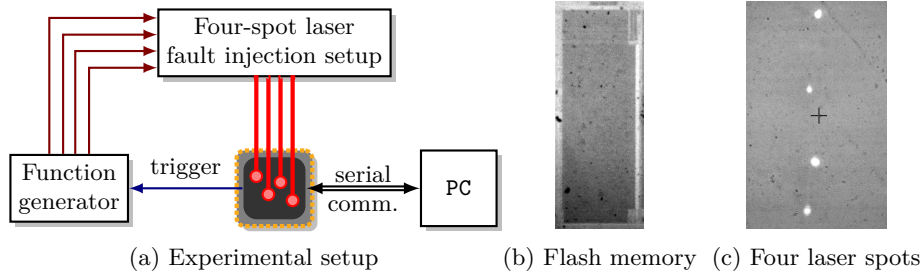 Four-spot laser
fault injection setup
Function
generator
trigger
serial
comm.
PC
(a) Experimental setup
(b) Flash memory
(c) Four laser spots